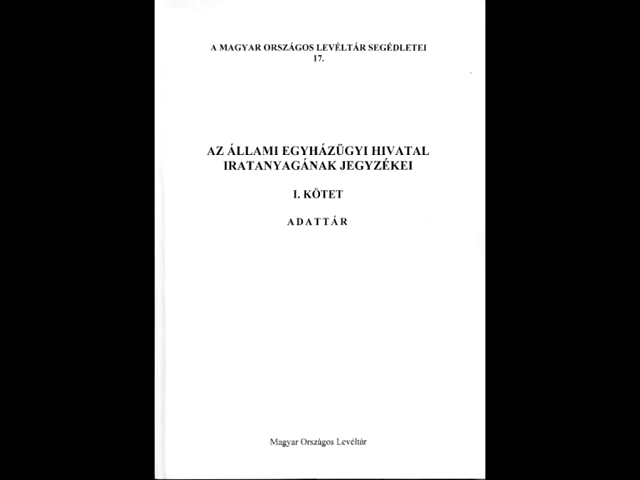 A MAGYAR ORSZÁGOS LEVÉLTÁR SEGÉDLETEI
17.
AZ ÁLLAMI EGYHÁZÜGYI HIVATAL
IRATANYAGÁNAK JEGYZÉKEI
I. KÖTET
ADATTÁR
Magyar Országos Levéltár